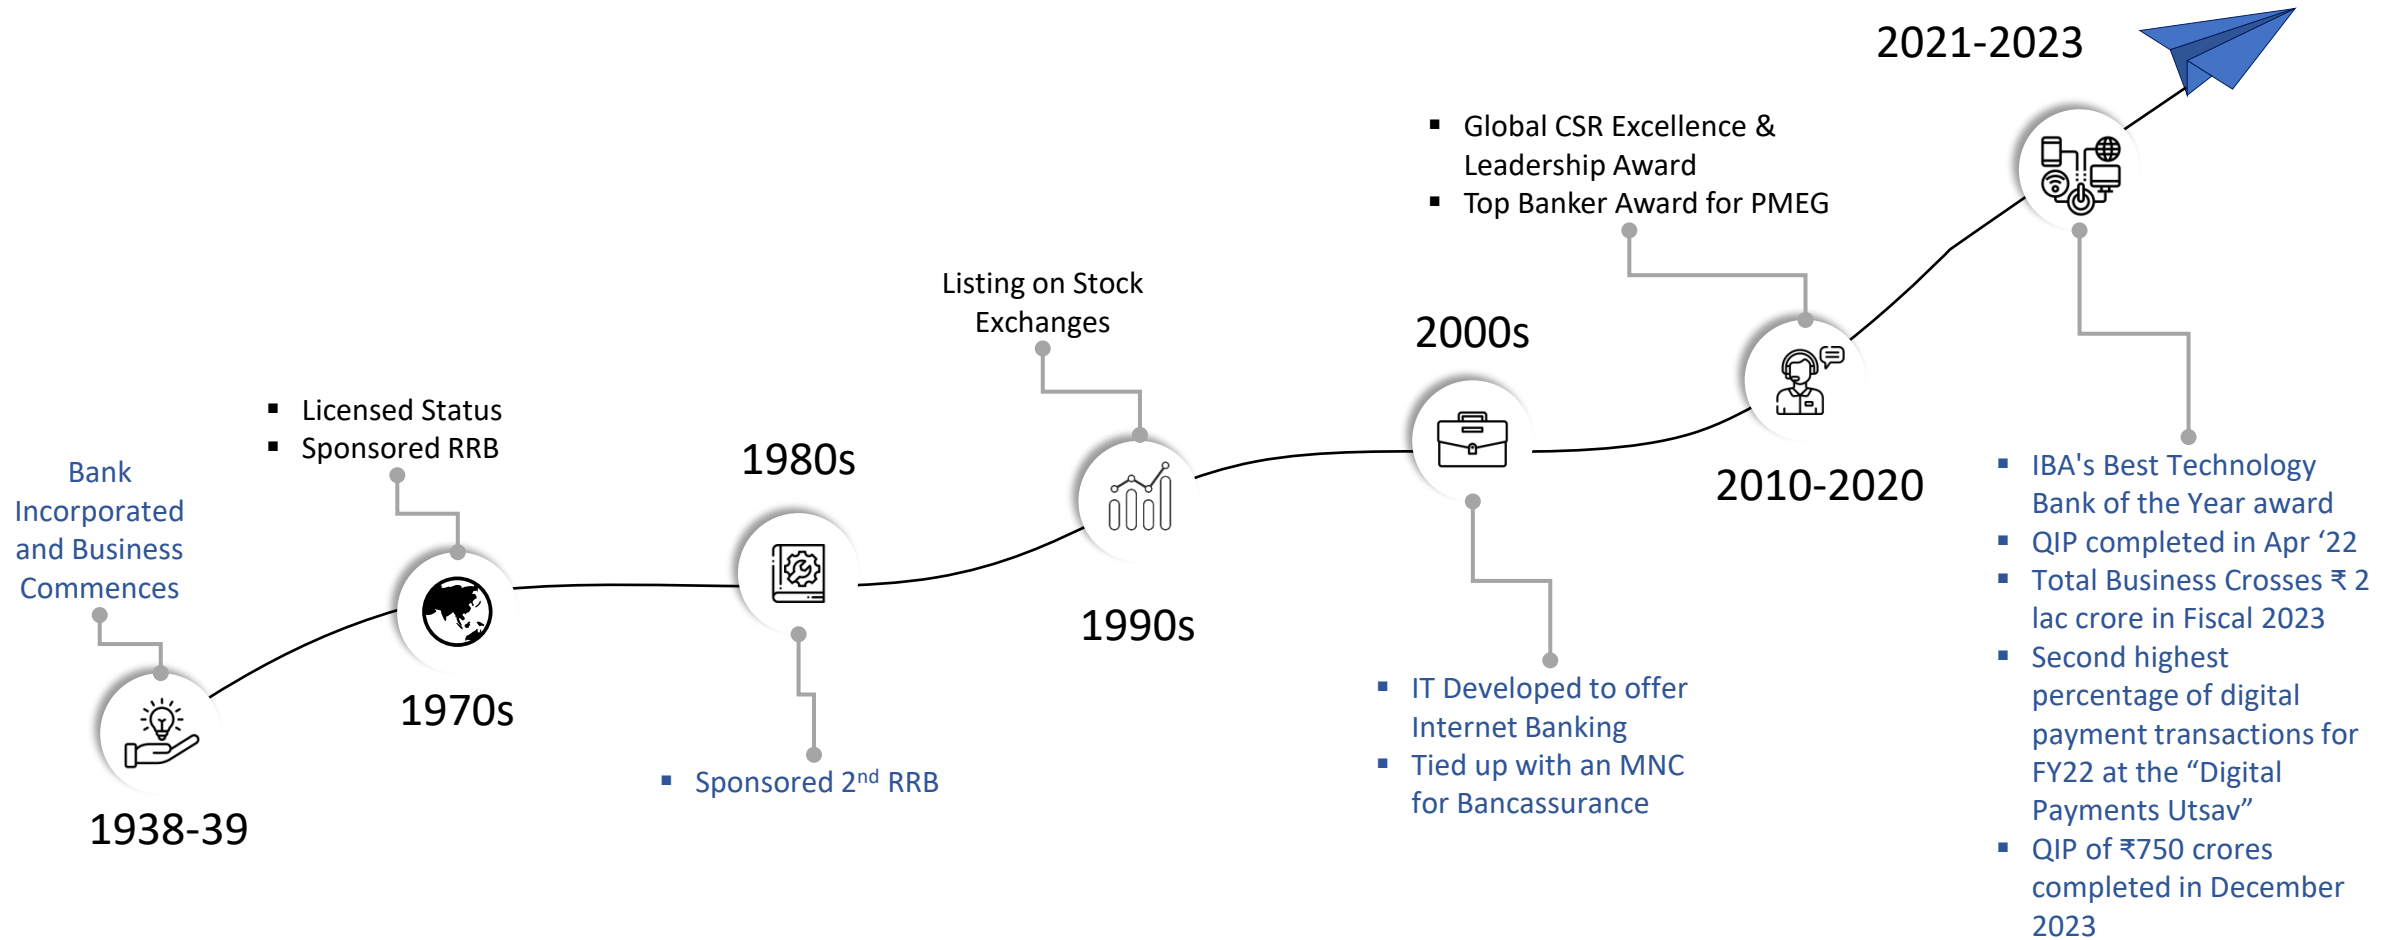 Bank
Incorporated
and Business
Commences
1938-39
▪ Licensed Status
▪ Sponsored RRB
1970s
1980s
▪ Sponsored 2nd RRB
Listing on Stock
Exchanges
1990s
2000s
▪ IT Developed to offer
Internet Banking
▪ Tied up with an MNC
for Bancassurance
▪ Global CSR Excellence &
Leadership Award
▪ Top Banker Award for PMEG
2010-2020
2021-2023
▪ IBA's Best Technology
Bank of the Year award
▪ QIP completed in Apr ‘22
▪ Total Business Crosses ₹ 2
lac crore in Fiscal 2023
▪ Second highest
percentage of digital
payment transactions for
FY22 at the “Digital
Payments Utsav”
▪ QIP of ₹750 crores
completed in December
2023